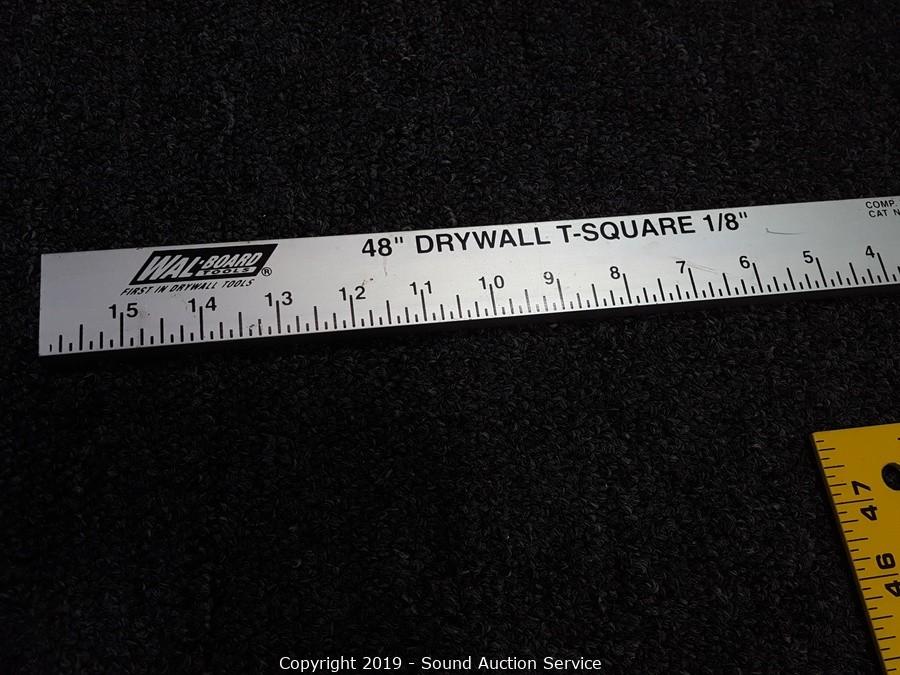 48" DRYWALL T-SQUARE 1/8"
COMP.
CAT
WAL-BOARD
TOOLS ®
FIRST IN DRYWALL TOOLS
15 14 13 12 11 10 9 8 7 6 5 4
47
46
Copyright 2019 - Sound Auction Service